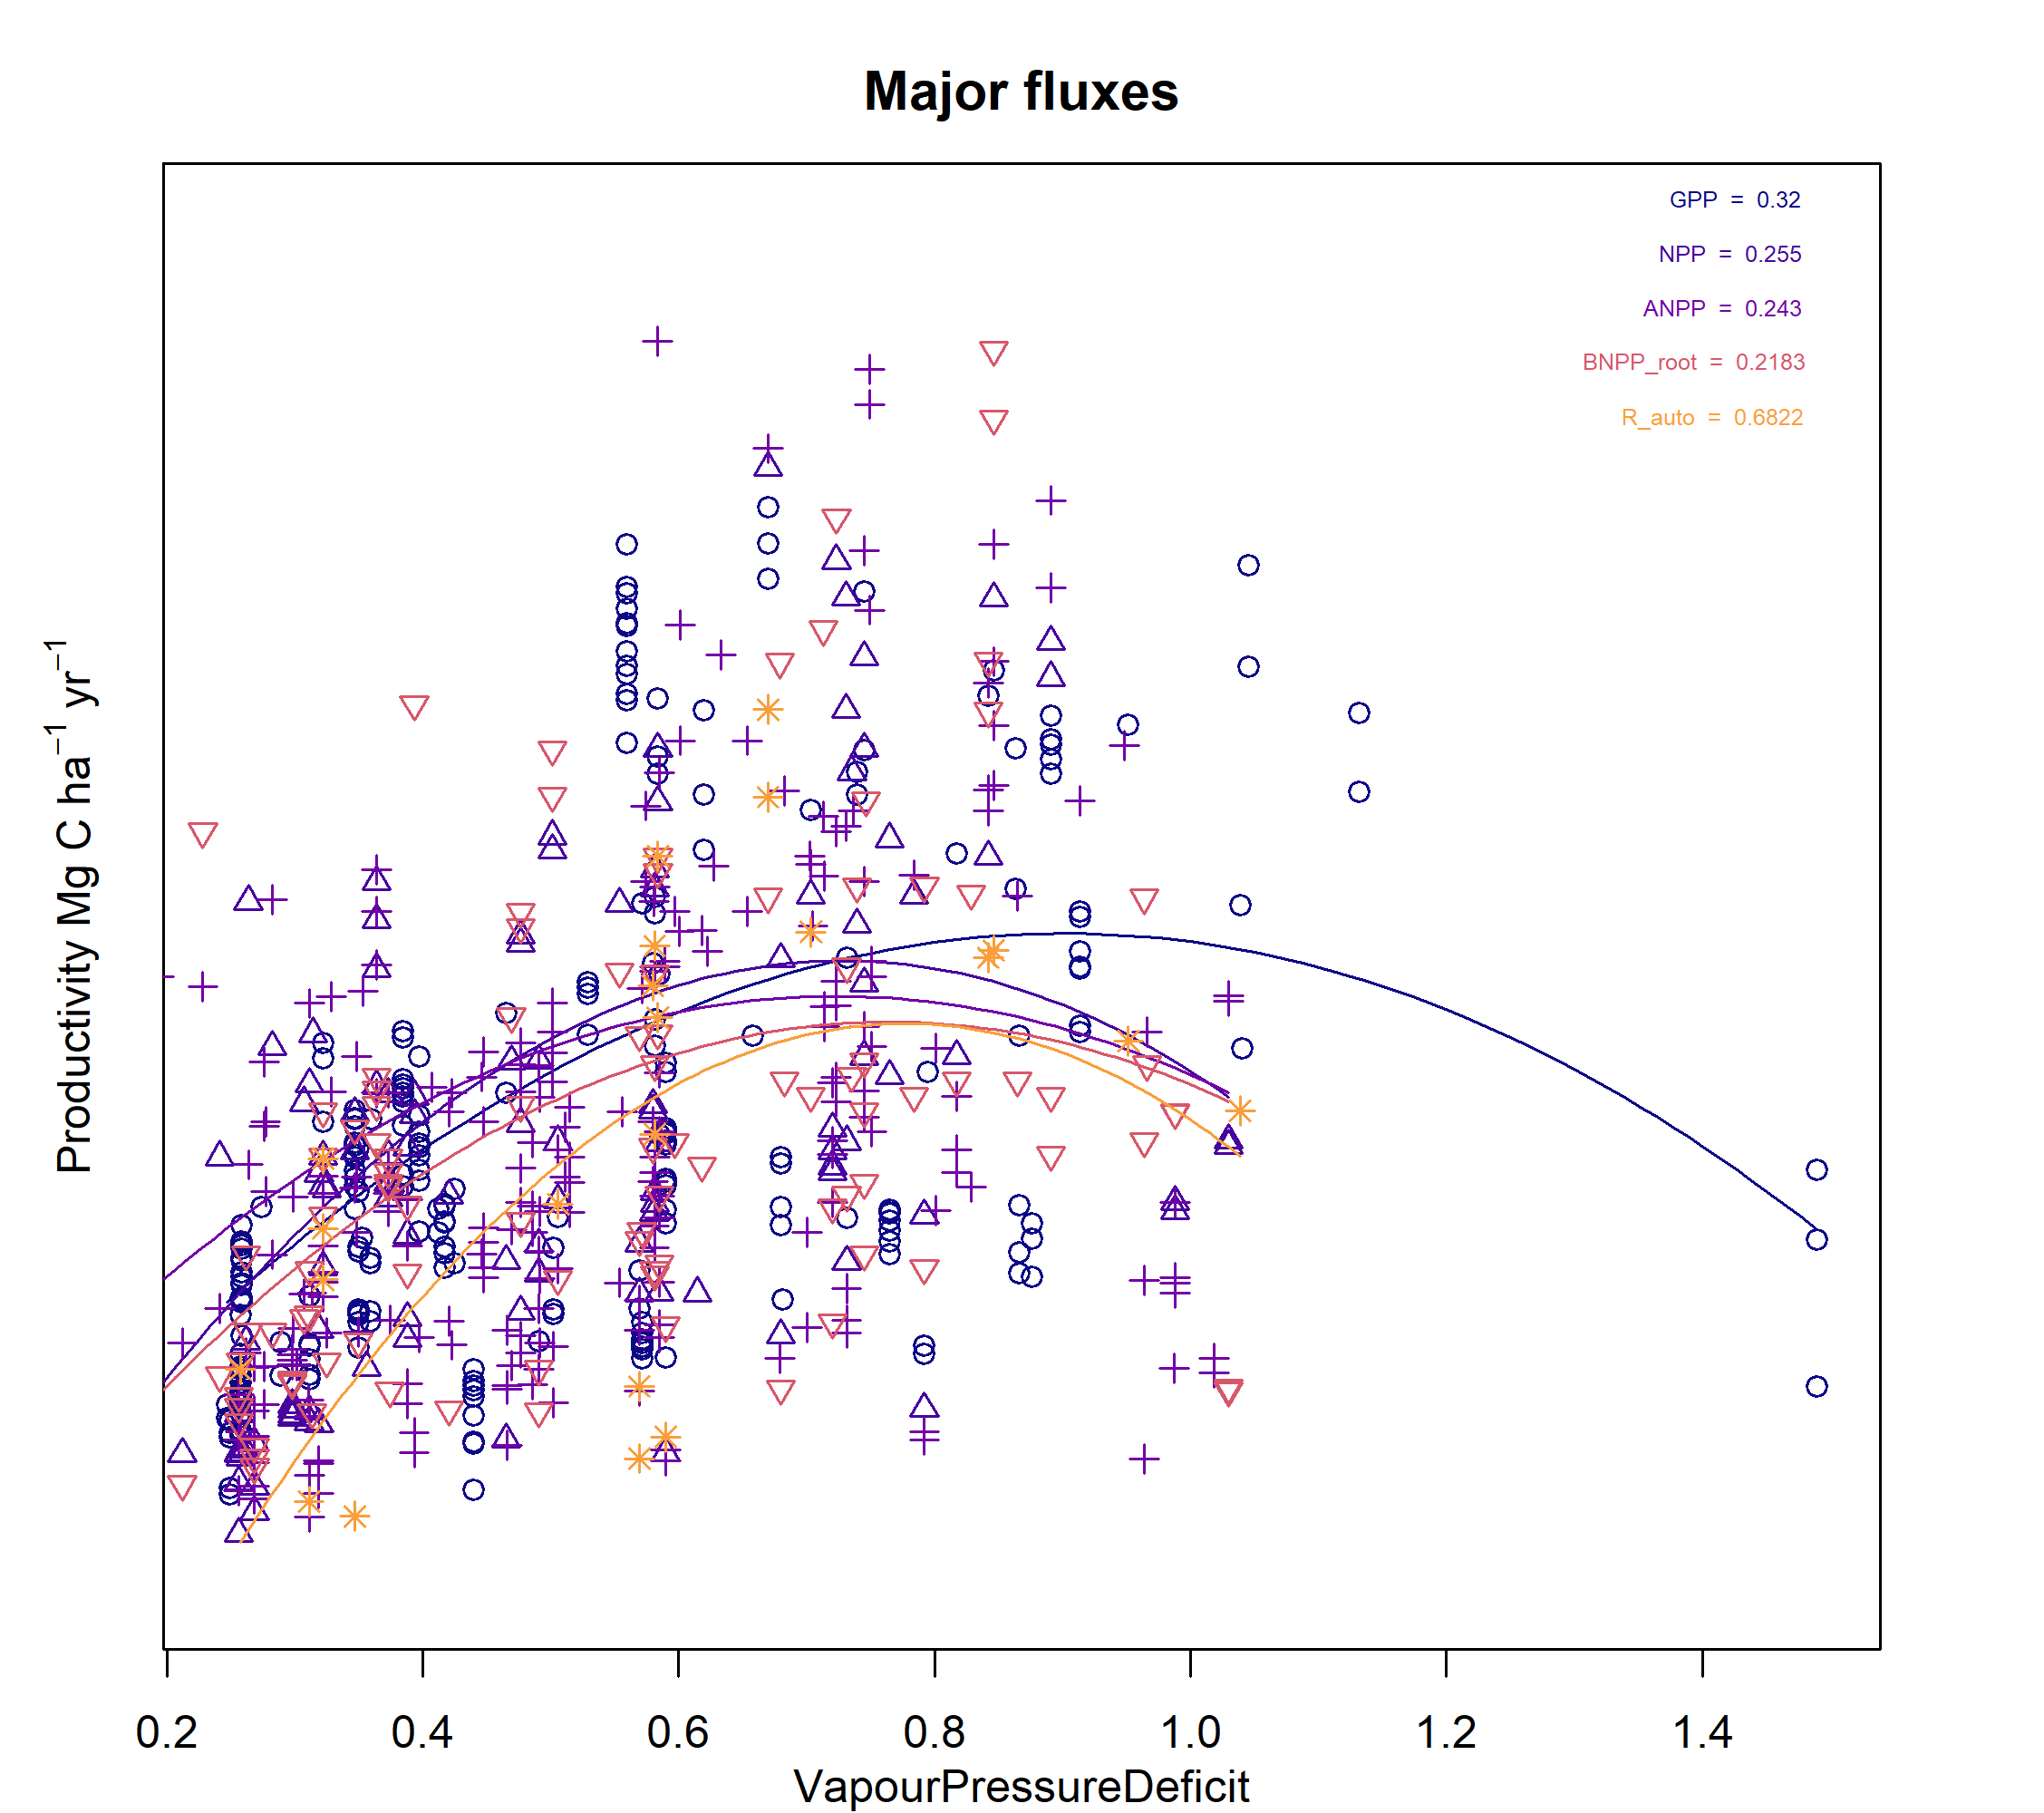 Major fluxes
GPP = 0.32
NPP = 0.255
ANPP = 0.243
BNPP_root = 0.2183
R_auto = 0.6822
Productivity Mg C ha⁻¹ yr⁻¹
0.2 0.4 0.6 0.8 1.0 1.2 1.4
VapourPressureDeficit